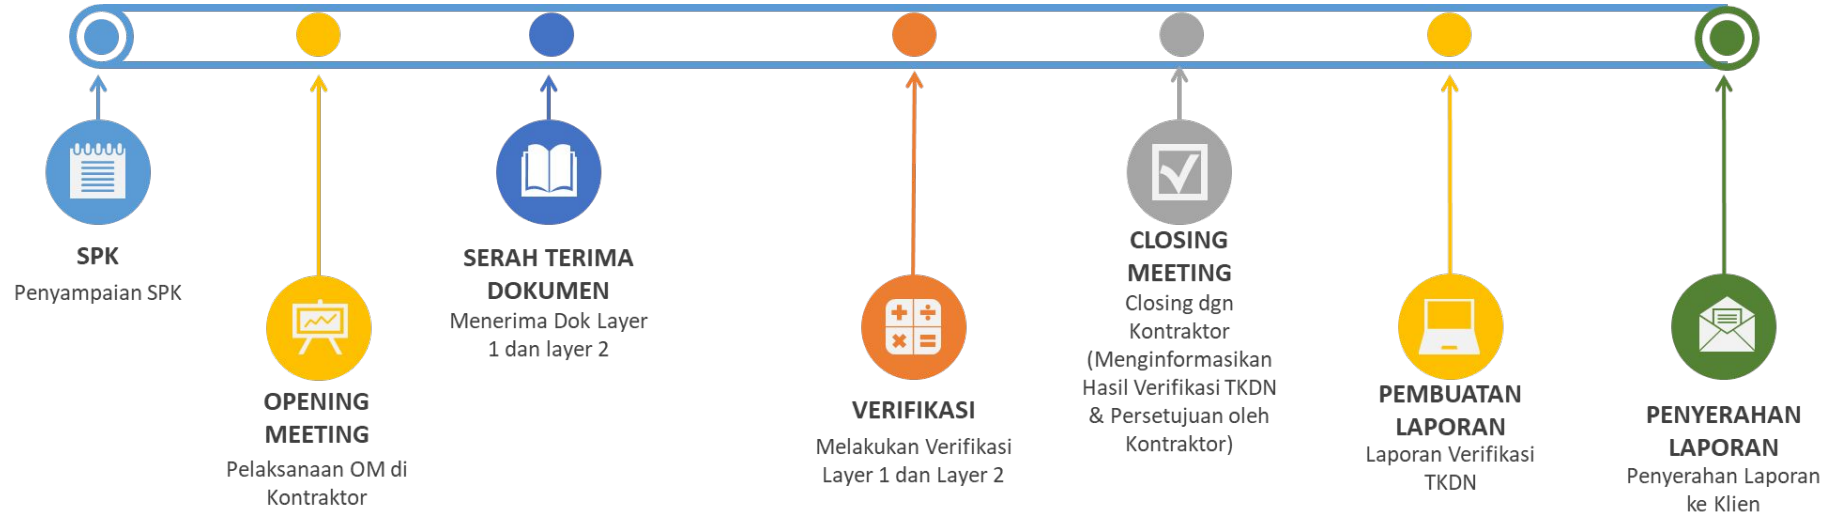 SPK
Penyampaian SPK
OPENING
MEETING
Pelaksanaan OM di
Kontraktor
SERAH TERIMA
DOKUMEN
Menerima Dok Layer
1 dan layer 2
VERIFIKASI
Melakukan Verifikasi
Layer 1 dan Layer 2
CLOSING
MEETING
Closing dgn
Kontraktor
(Menginformasikan
Hasil Verifikasi TKDN
& Persetujuan oleh
Kontraktor)
PEMBUATAN
LAPORAN
Laporan Verifikasi
TKDN
PENYERAHAN
LAPORAN
Penyerahan Laporan
ke Klien